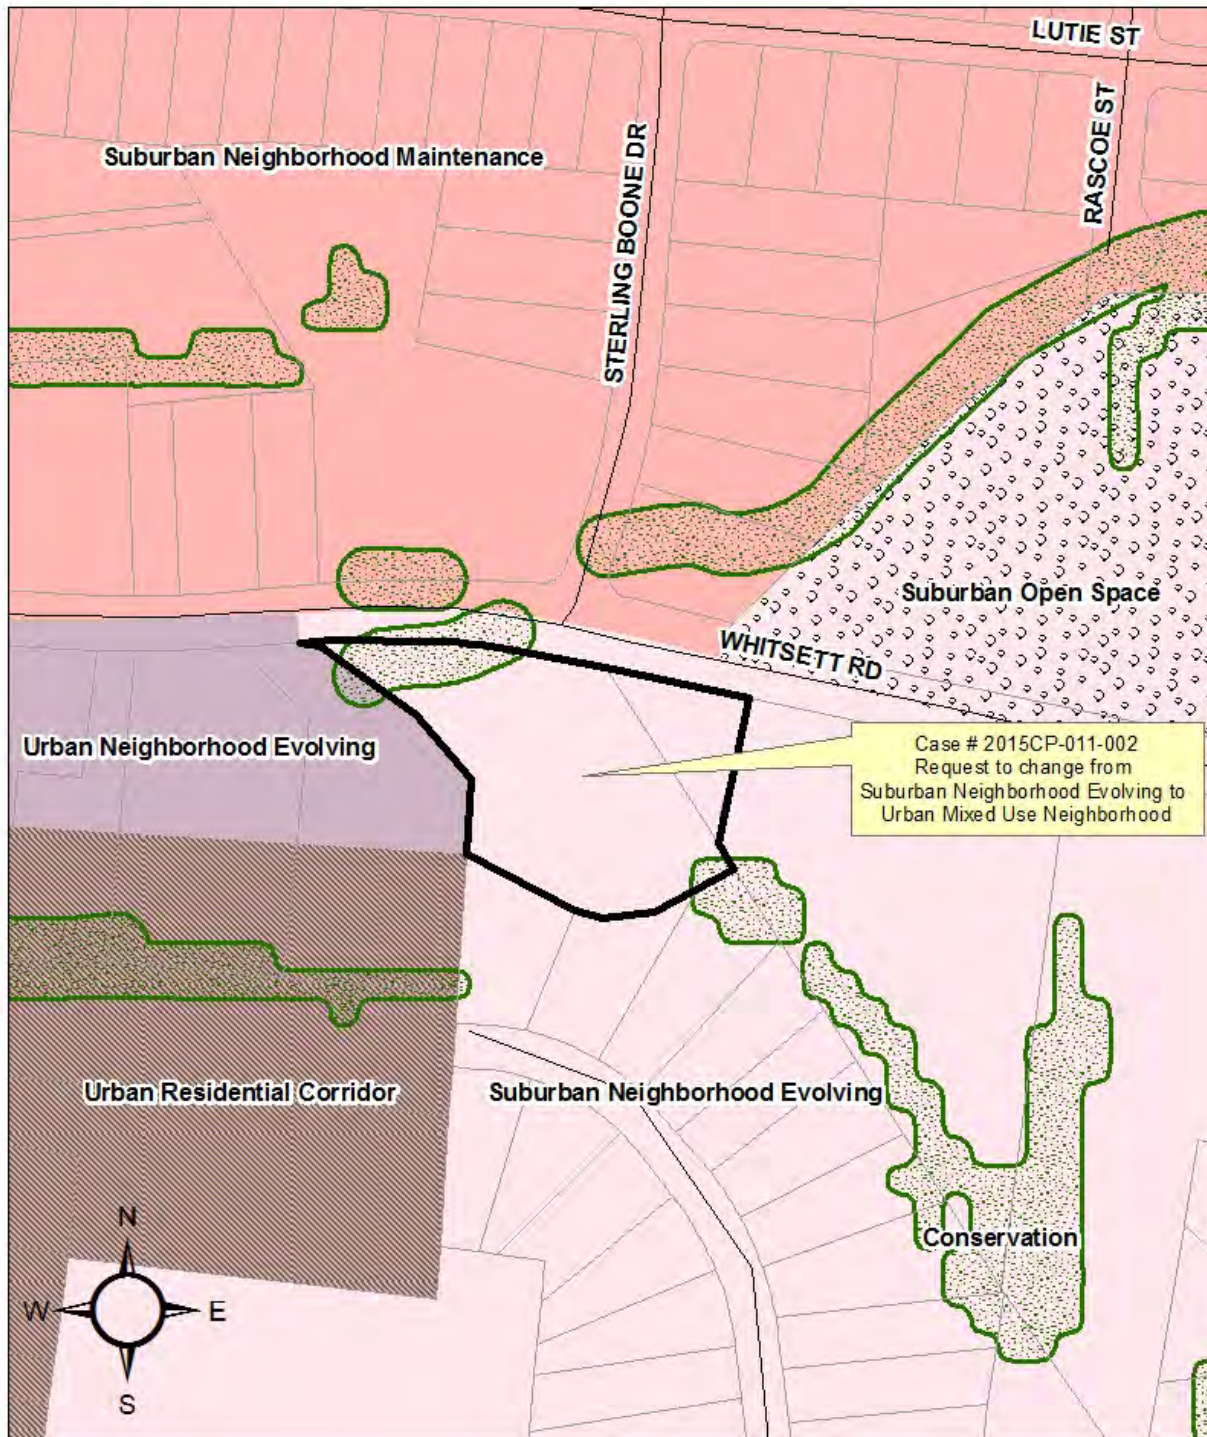 LUTIE ST
RASCOE ST
STERLING BOONE DR
Suburban Neighborhood Maintenance
Suburban Open Space
WHITSETT RD
Urban Neighborhood Evolving
Case # 2015CP-011-002
Request to change from
Suburban Neighborhood Evolving to
Urban Mixed Use Neighborhood
Urban Residential Corridor
Suburban Neighborhood Evolving
Conservation
N
W
E
S